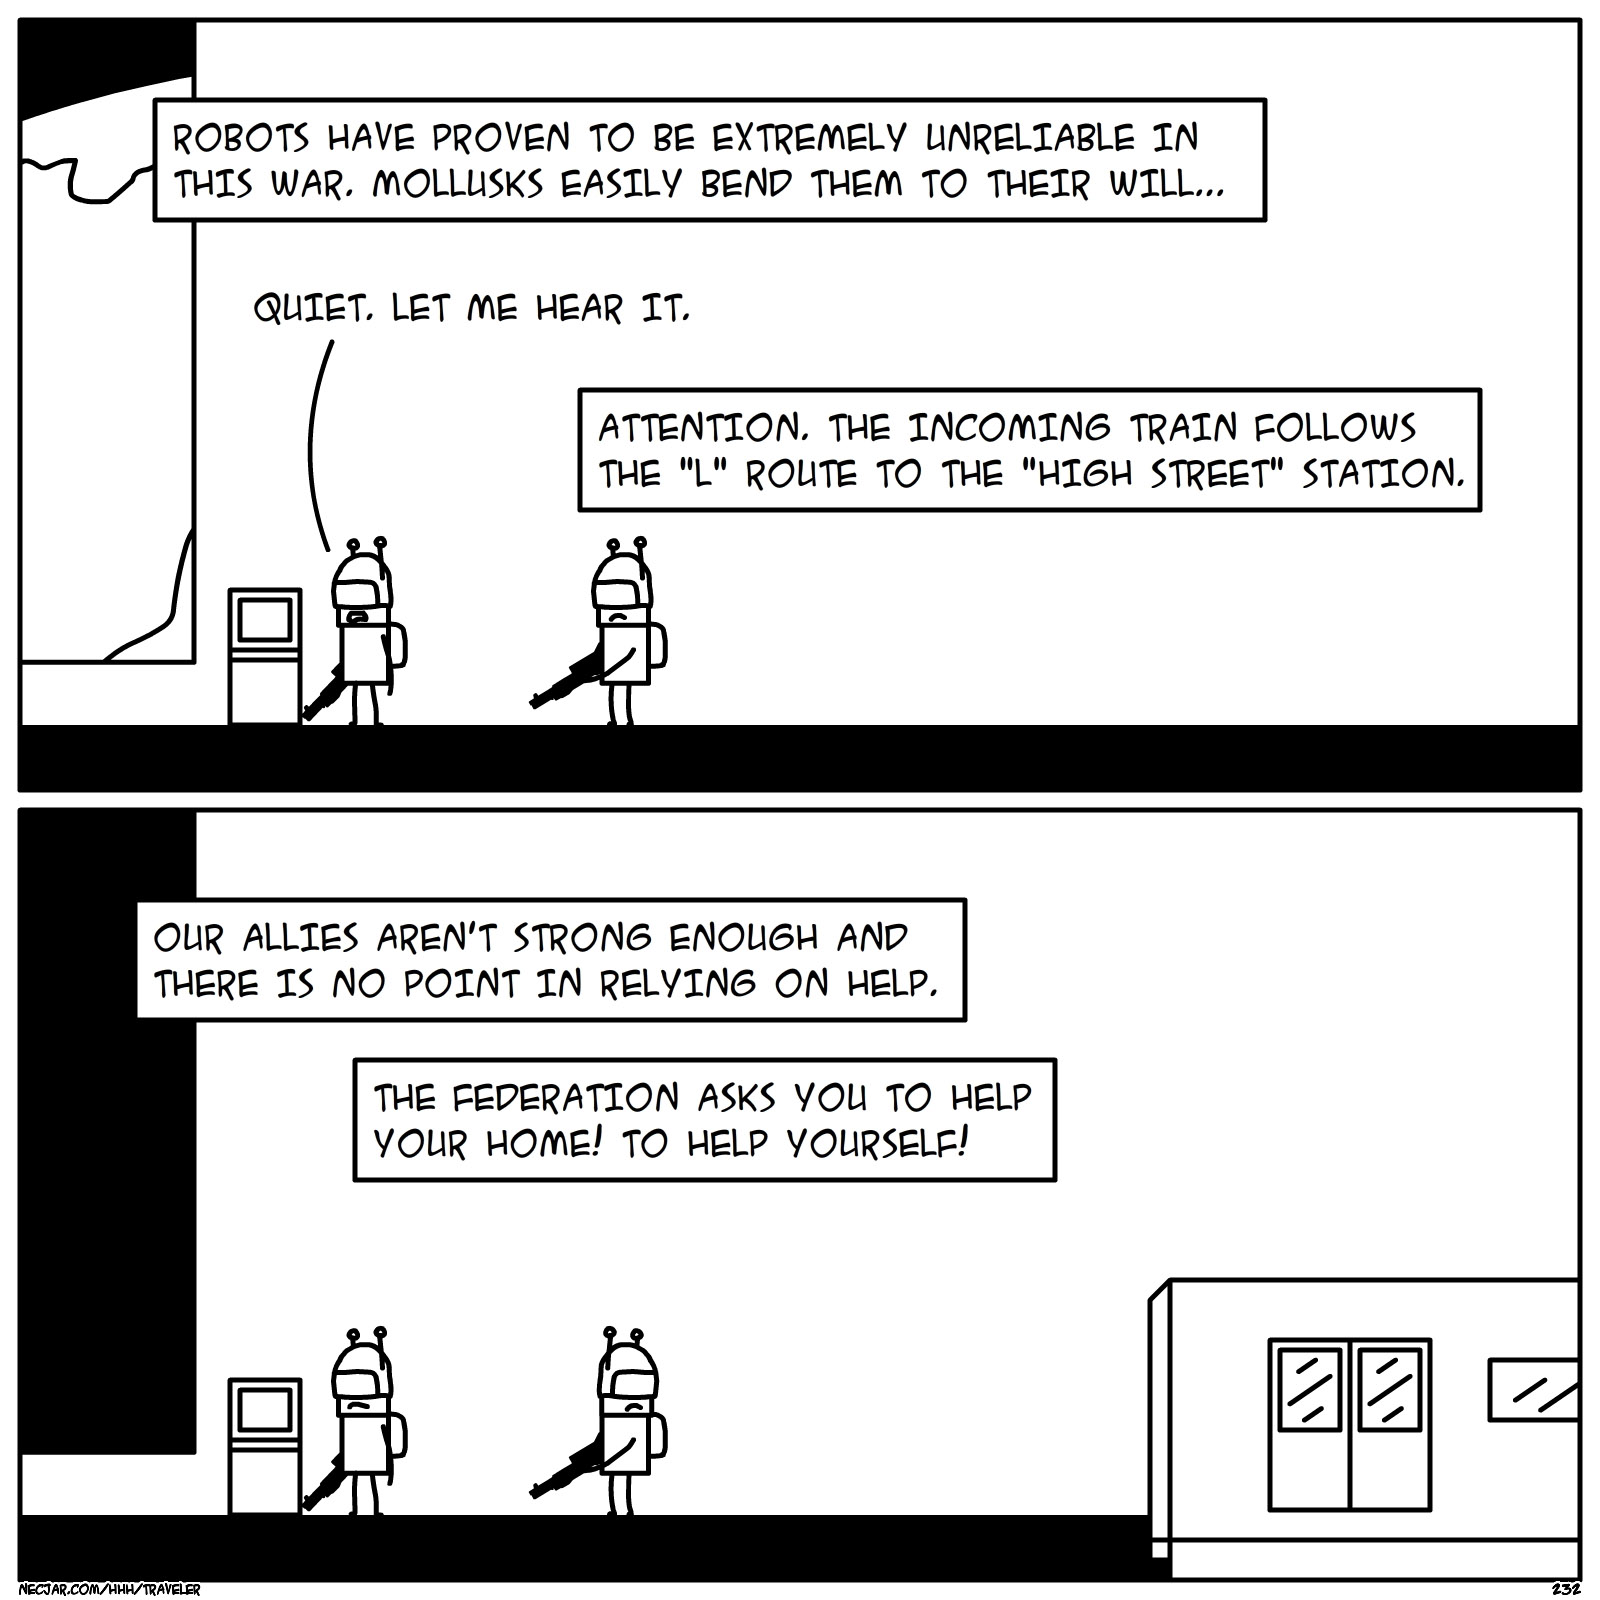 ROBOTS HAVE PROVEN TO BE EXTREMELY UNRELIABLE IN
THIS WAR. MOLLUSKS EASILY BEND THEM TO THEIR WILL...
QUIET. LET ME HEAR IT.
ATTENTION. THE INCOMING TRAIN FOLLOWS
THE "L" ROUTE TO THE "HIGH STREET" STATION.
OUR ALLIES AREN'T STRONG ENOUGH AND
THERE IS NO POINT IN RELYING ON HELP.
THE FEDERATION ASKS YOU TO HELP
YOUR HOME! TO HELP YOURSELF!
NECJAR.COM/HHH/TRAVELER
232